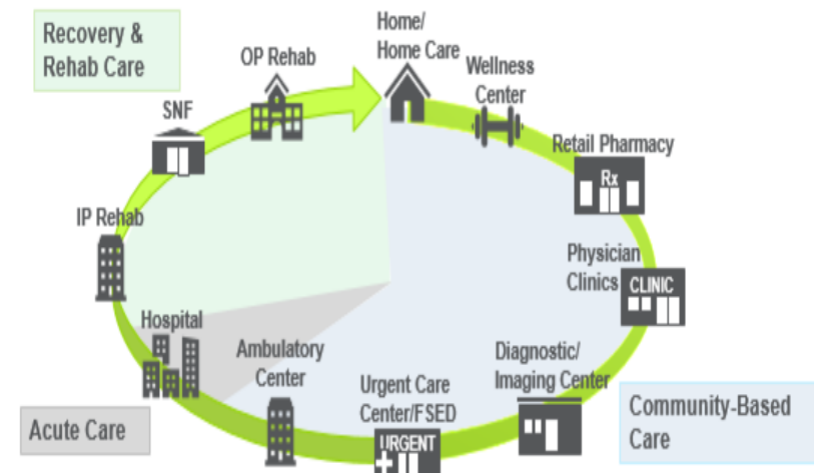 Recovery &
Rehab Care
OP Rehab
Home/
Home Care
Wellness
Center
SNF
Retail Pharmacy
Rx
IP Rehab
Physician
Clinics
CLINIC
Hospital
Ambulatory
Center
Urgent Care
Center/FSED
URGENT
Diagnostic/
Imaging Center
Acute Care
Community-Based
Care